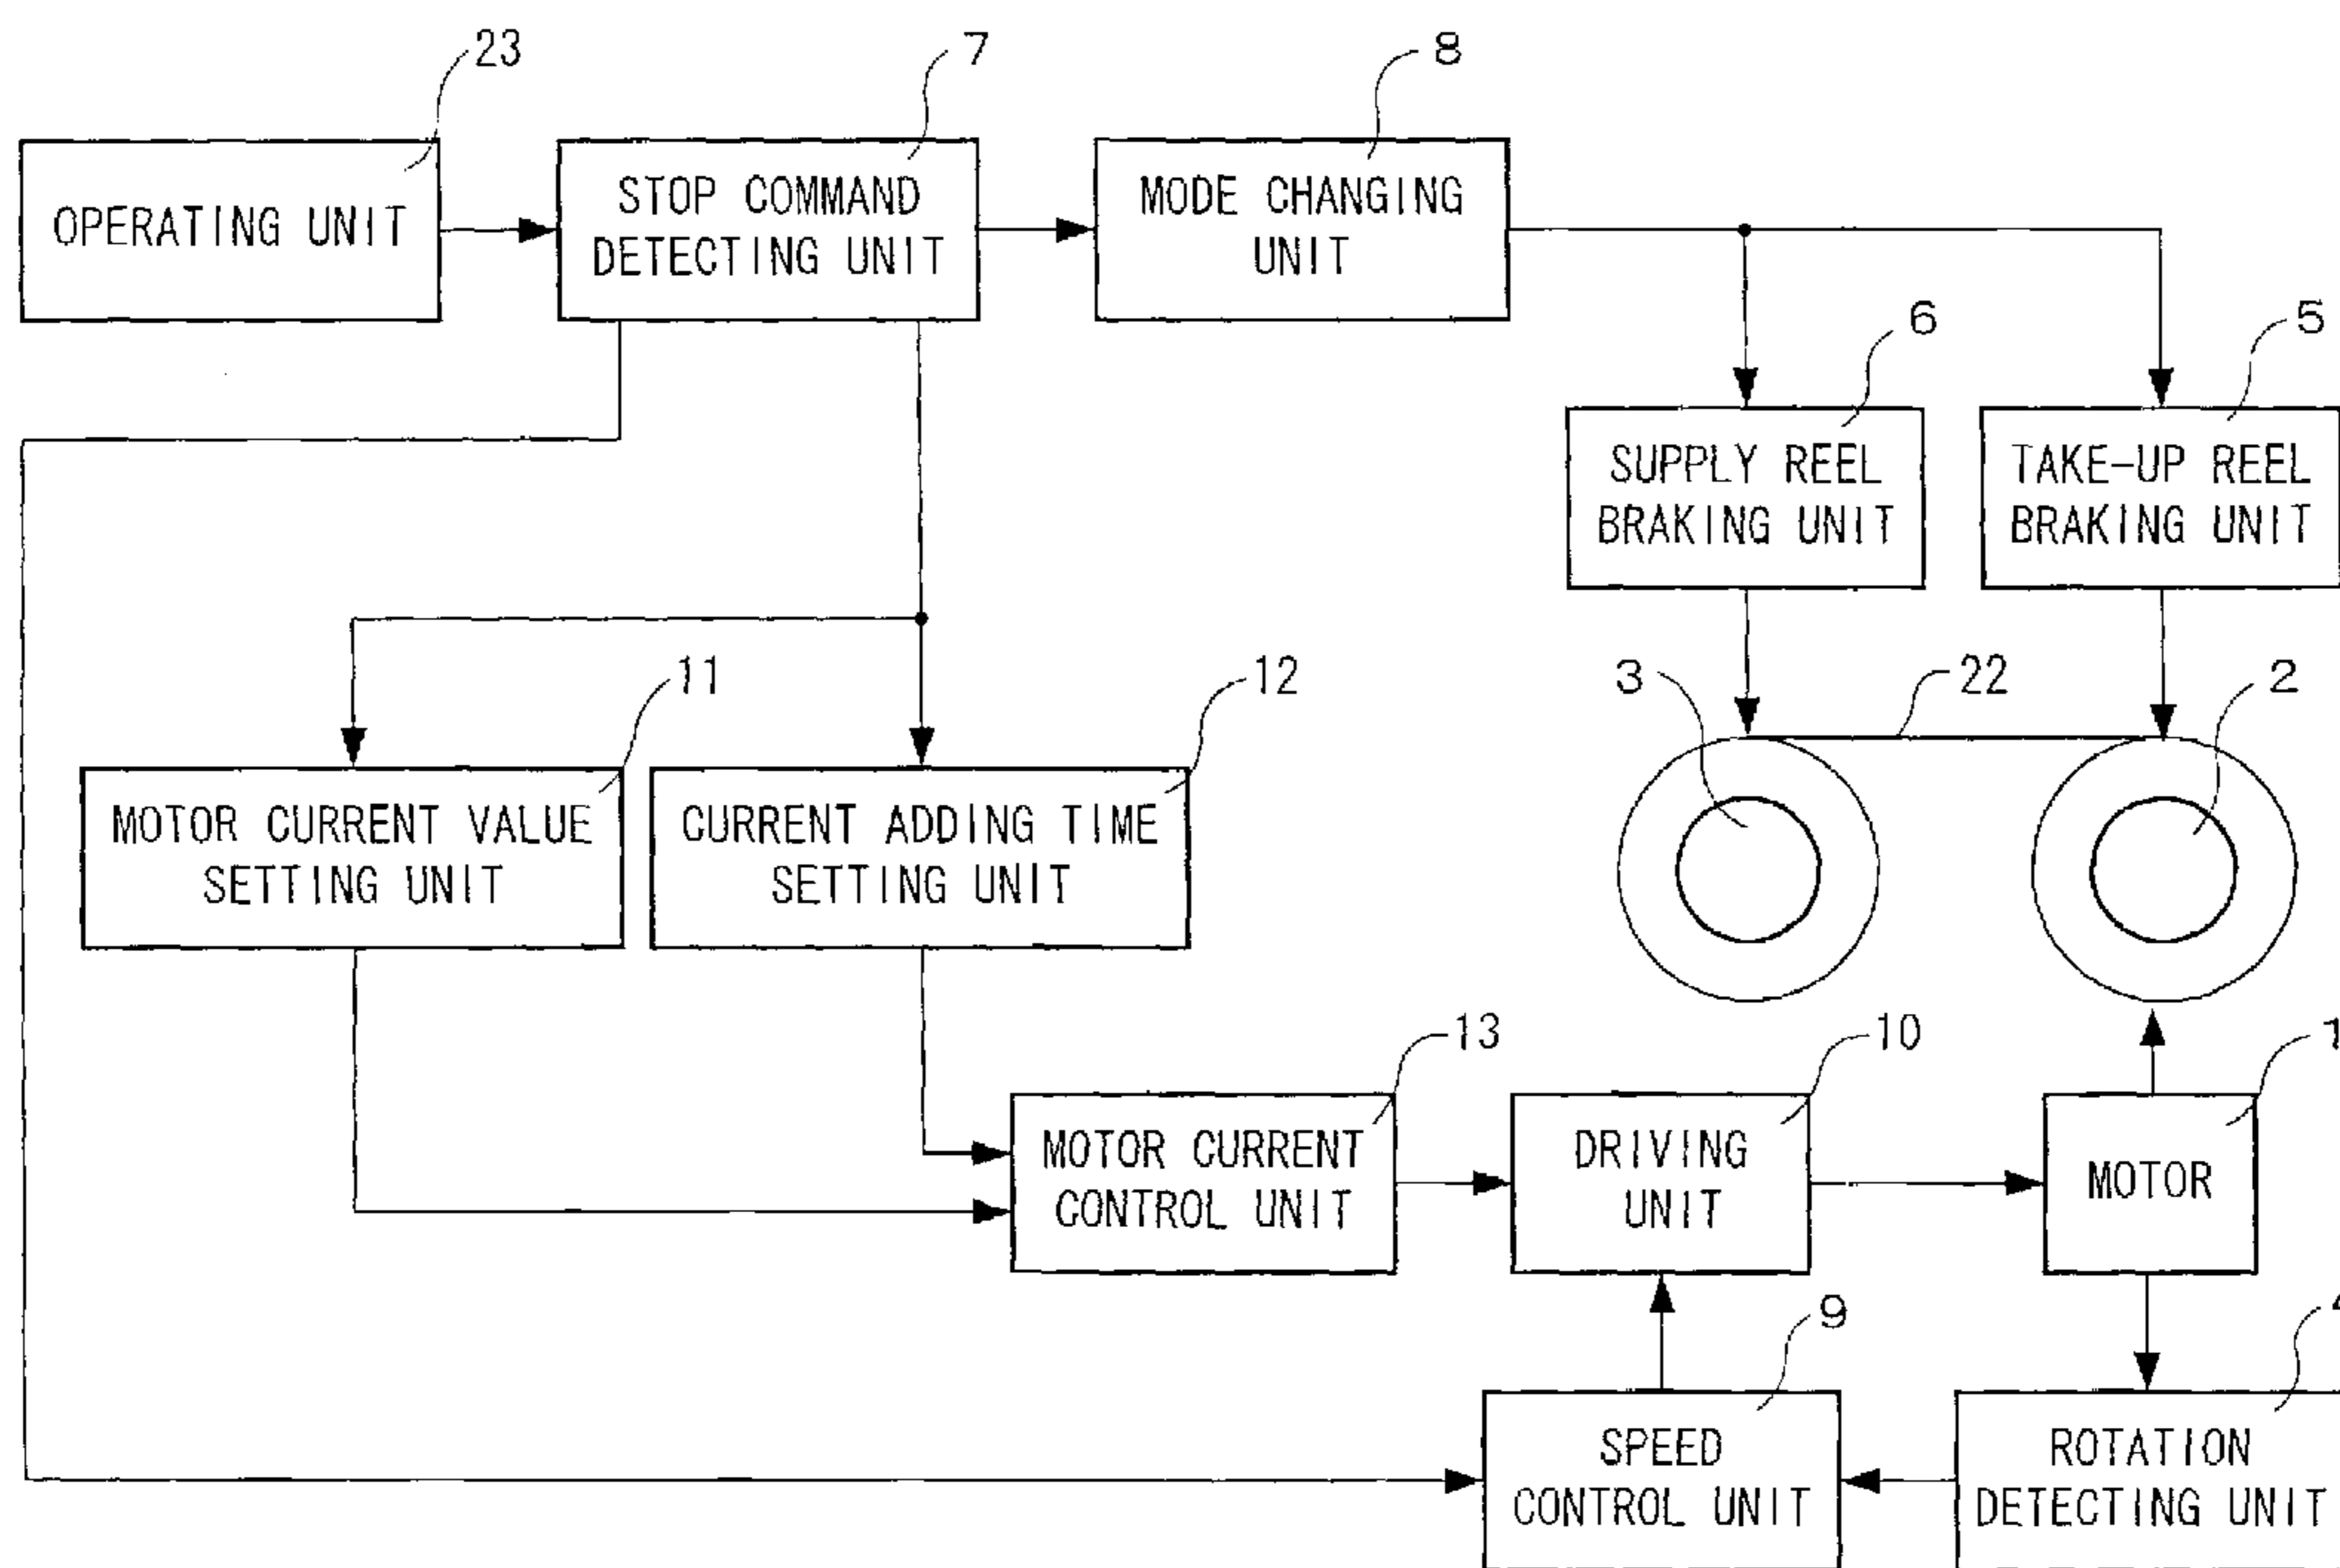 23
7
8
OPERATING UNIT
STOP COMMAND
DETECTING UNIT
MODE CHANGING
UNIT
6
5
SUPPLY REEL
BRAKING UNIT
TAKE-UP REEL
BRAKING UNIT
11
12
3
22
2
MOTOR CURRENT VALUE
SETTING UNIT
CURRENT ADDING TIME
SETTING UNIT
13
10
1
MOTOR CURRENT
CONTROL UNIT
DRIVING
UNIT
MOTOR
9
4
SPEED
CONTROL UNIT
ROTATION
DETECTING UNIT